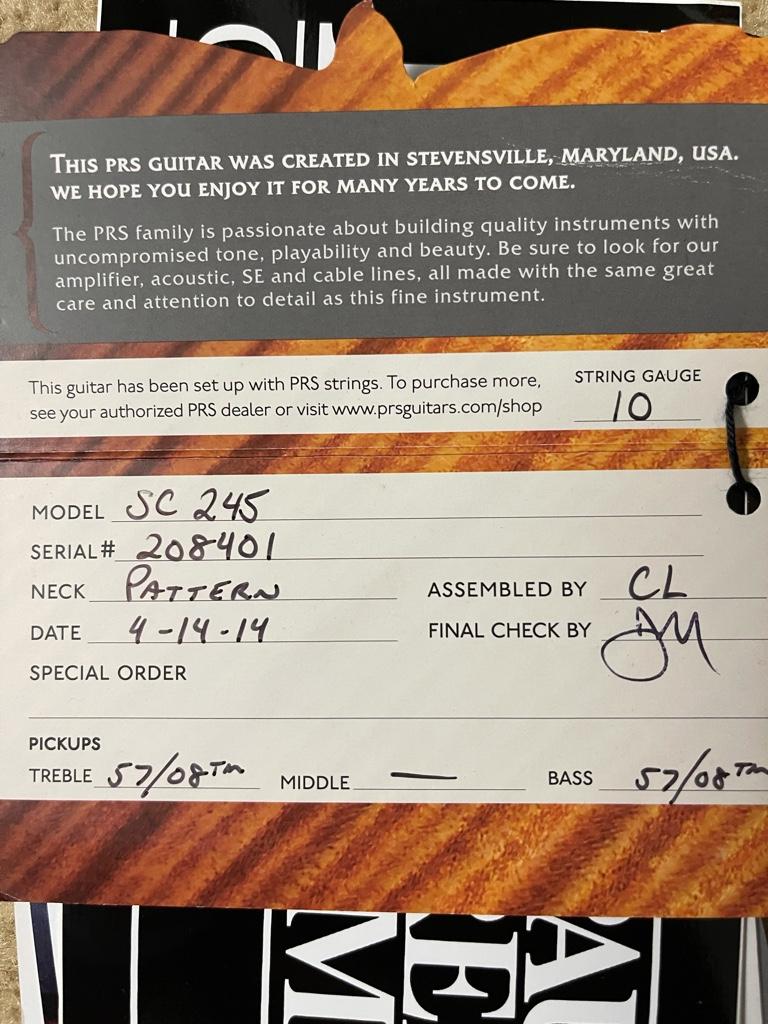 THIS PRS GUITAR WAS CREATED IN STEVENSVILLE, MARYLAND, USA.
WE HOPE YOU ENJOY IT FOR MANY YEARS TO COME.
The PRS family is passionate about building quality instruments with
uncompromised tone, playability and beauty. Be sure to look for our
amplifier, acoustic, SE and cable lines, all made with the same great
care and attention to detail as this fine instrument.
This guitar has been set up with PRS strings. To purchase more,
see your authorized PRS dealer or visit www.prsguitars.com/shop
STRING GAUGE
10
MODEL SC 245
SERIAL# 208401
NECK PATTERN ASSEMBLED BY CL
DATE 4-14-14 FINAL CHECK BY JM
SPECIAL ORDER
PICKUPS
TREBLE 57/08™ MIDDLE — BASS 57/08™